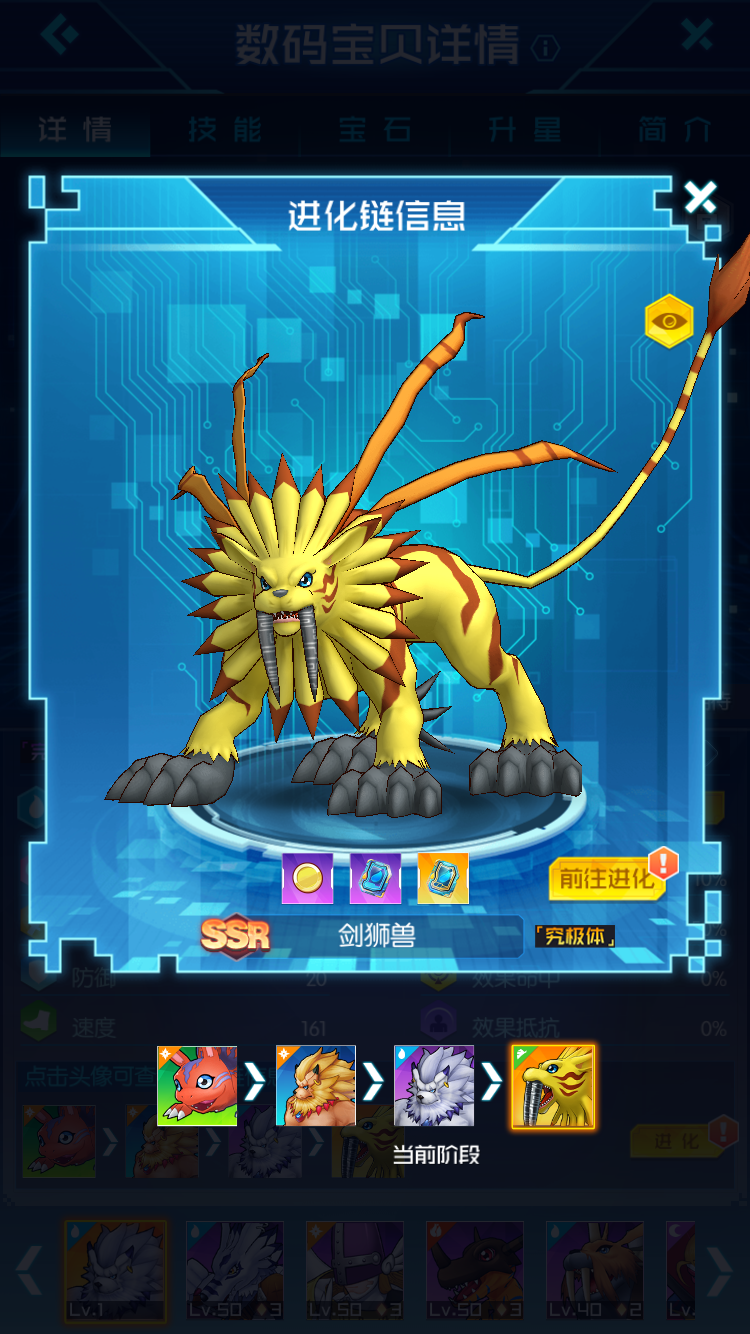 数码宝贝详情
详情 技能 宝石 升星 简介
进化链信息
前往进化
SSR 剑狮兽 「究极体」
防御 20 效果命中 0%
速度 161 效果抵抗 0%
点击头像可查
当前阶段
进化
Lv.1 Lv.50 3 Lv.50 3 Lv.50 3 Lv.40 2 Lv.